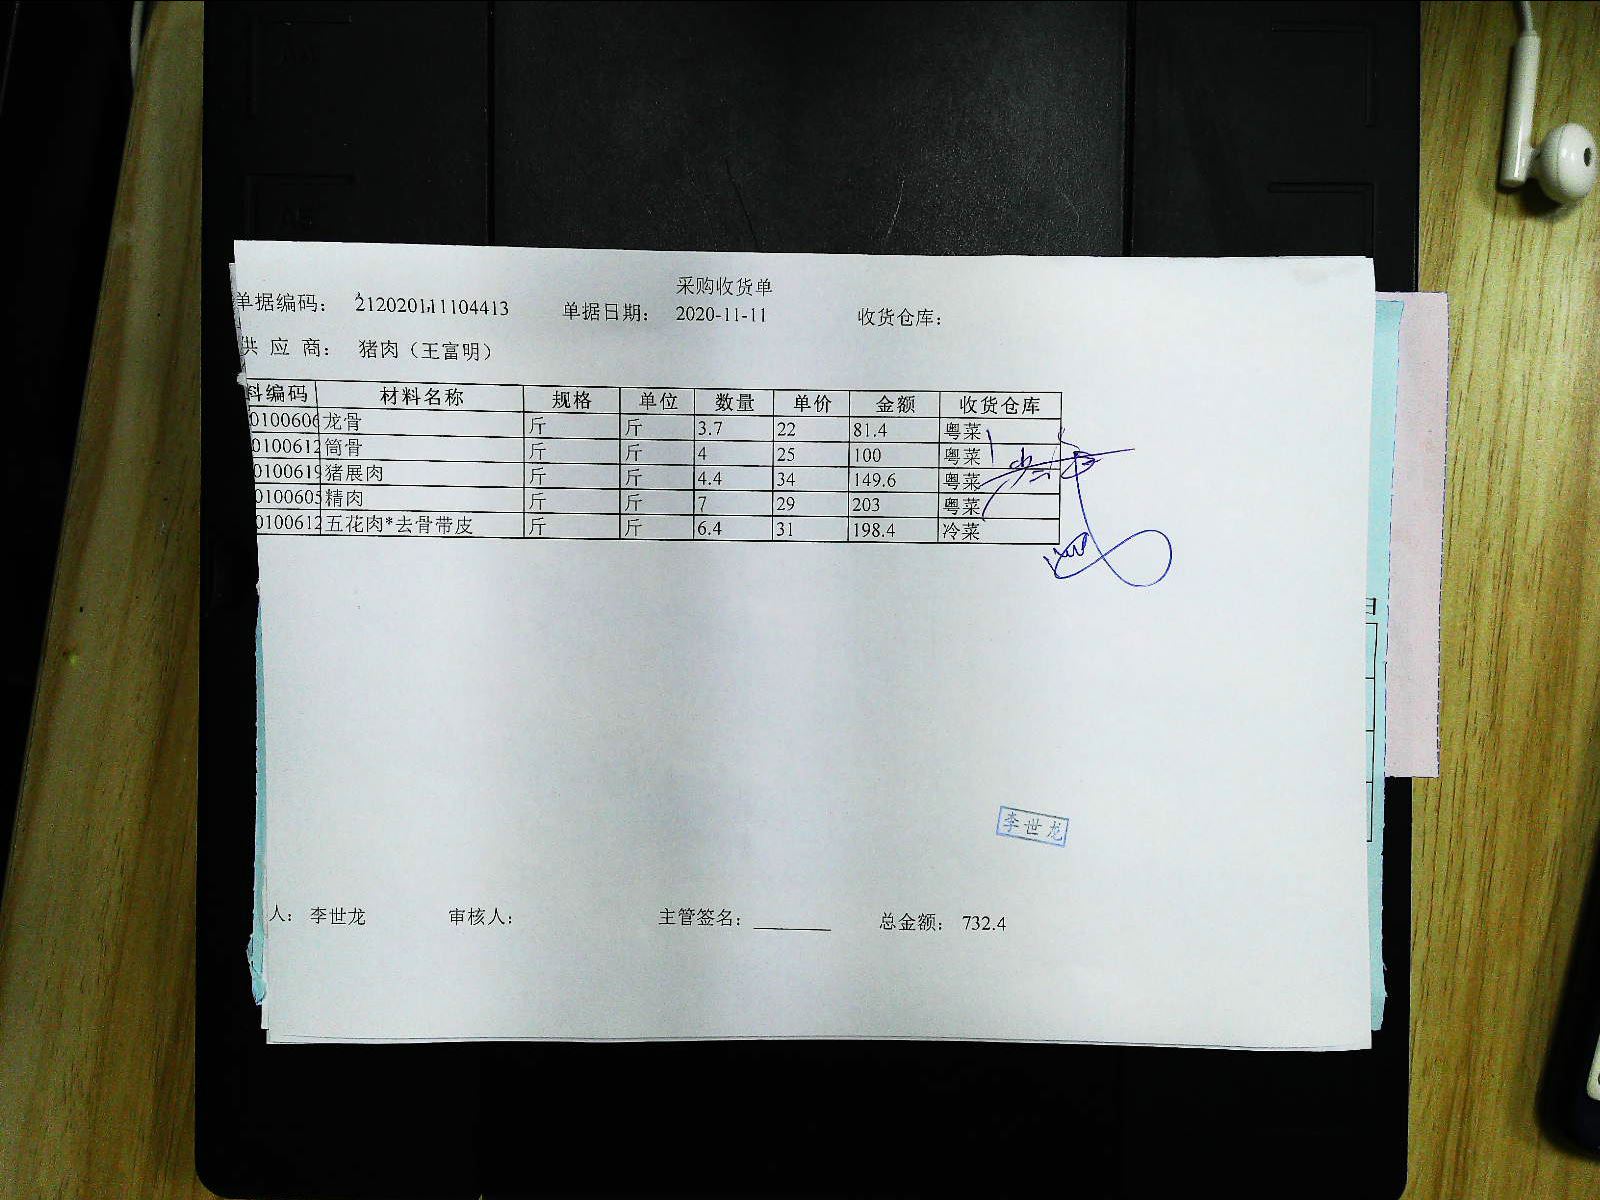 采购收货单
单据编码： 212020111104413 单据日期： 2020-11-11 收货仓库：
供 应 商： 猪肉（王富明）
料编码 材料名称 规格 单位 数量 单价 金额 收货仓库
0100606 龙骨 斤 斤 3.7 22 81.4 粤菜
0100612 筒骨 斤 斤 4 25 100 粤菜
0100619 猪展肉 斤 斤 4.4 34 149.6 粤菜
0100605 精肉 斤 斤 7 29 203 粤菜
0100612 五花肉*去骨带皮 斤 斤 6.4 31 198.4 冷菜
李世龙
人： 李世龙 审核人： 主管签名： 总金额： 732.4